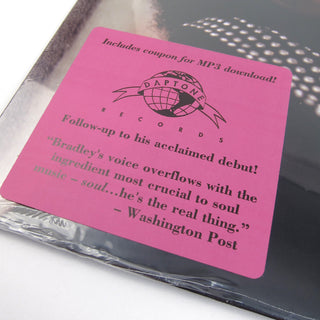 Includes coupon for MP3 download!
DAPTONE
RECORDS
Follow-up to his acclaimed debut!
"Bradley's voice overflows with the
ingredient most crucial to soul
music – soul...he's the real thing."
– Washington Post